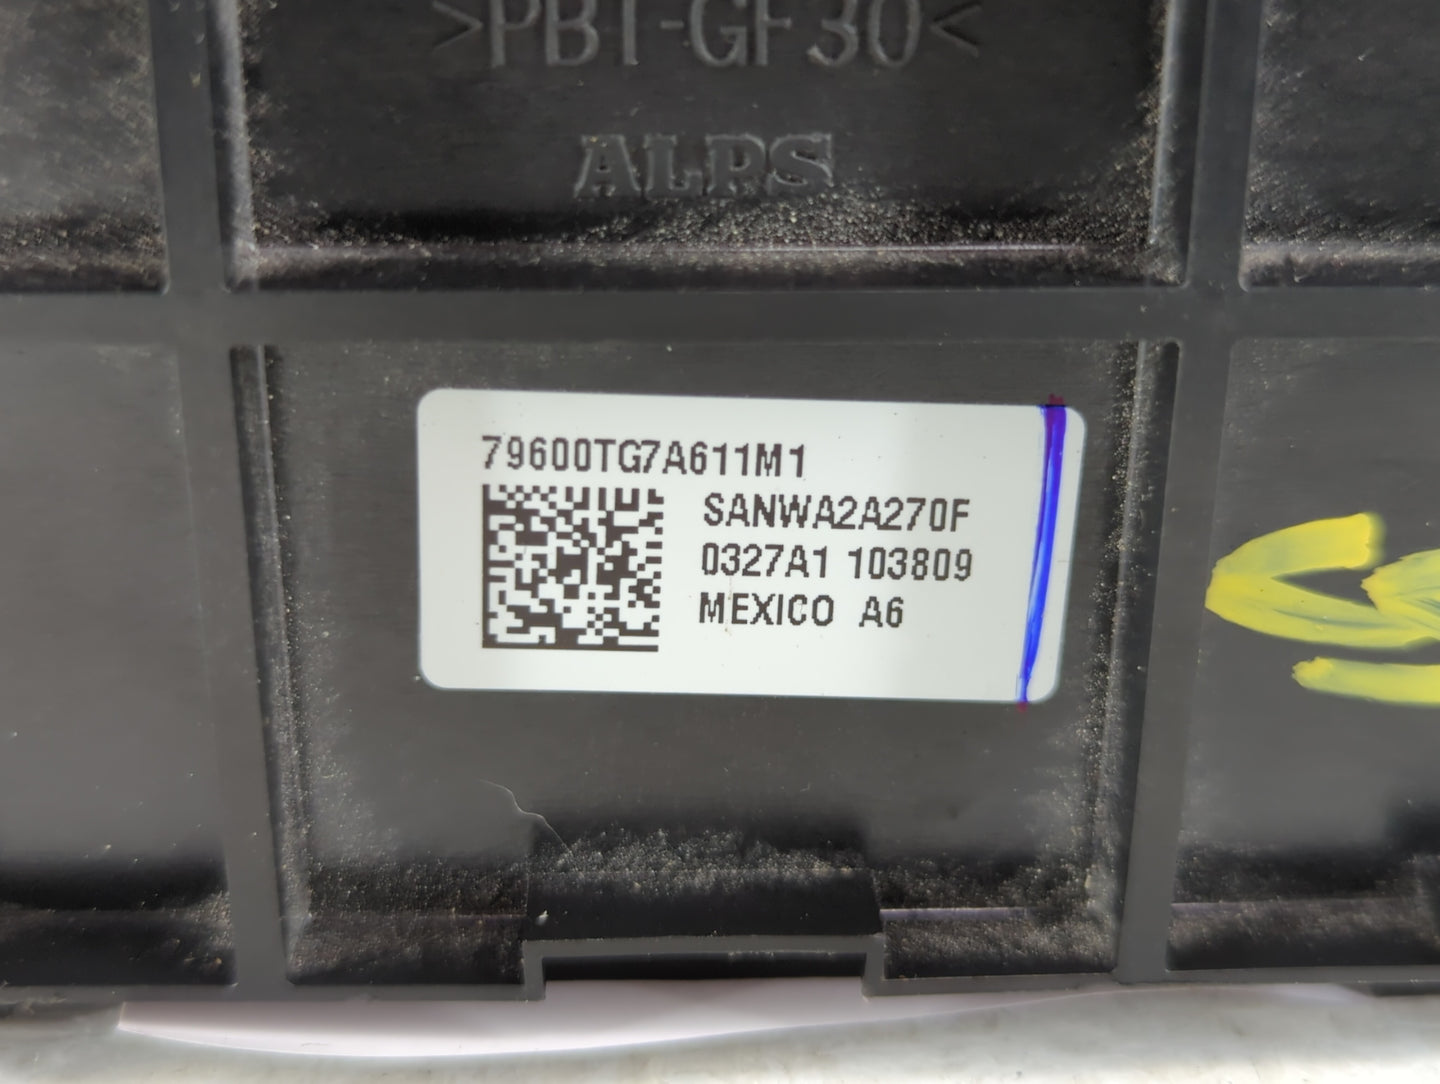 >PBT-GF30<
ALPS
79600TG7A611M1
SANWA2A270F
0327A1 103809
MEXICO A6